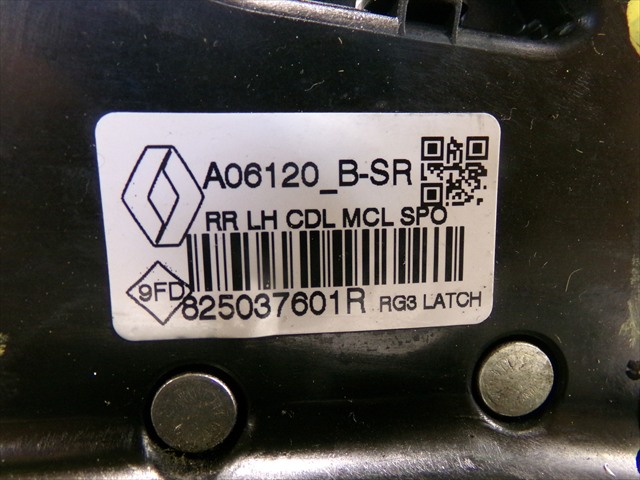 A06120_B-SR
RR LH CDL MCL SPO
9FD
825037601R RG3 LATCH